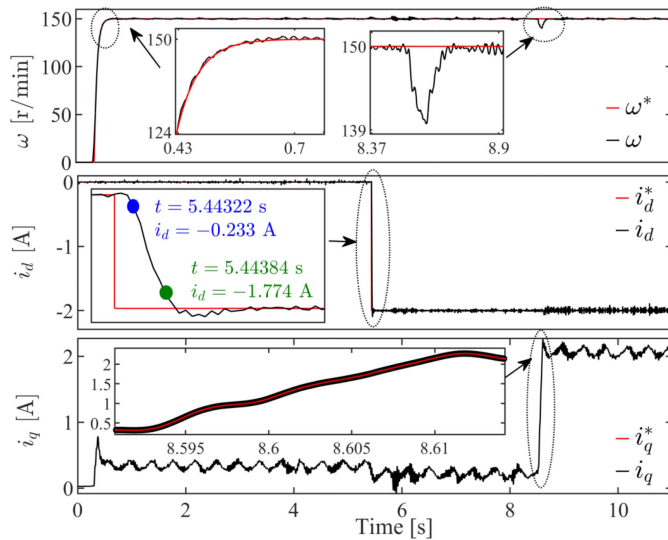 150
100
50
0
ω [r/min]
150
124
0.43
0.7
150
139
8.37
8.9
ω*
ω
0
-1
-2
i_d [A]
t = 5.44322 s
i_d = −0.233 A
t = 5.44384 s
i_d = −1.774 A
i_d*
i_d
2
1
0
i_q [A]
2
1.5
1
0.5
8.595
8.6
8.605
8.61
i_q*
i_q
0
2
4
6
8
10
Time [s]